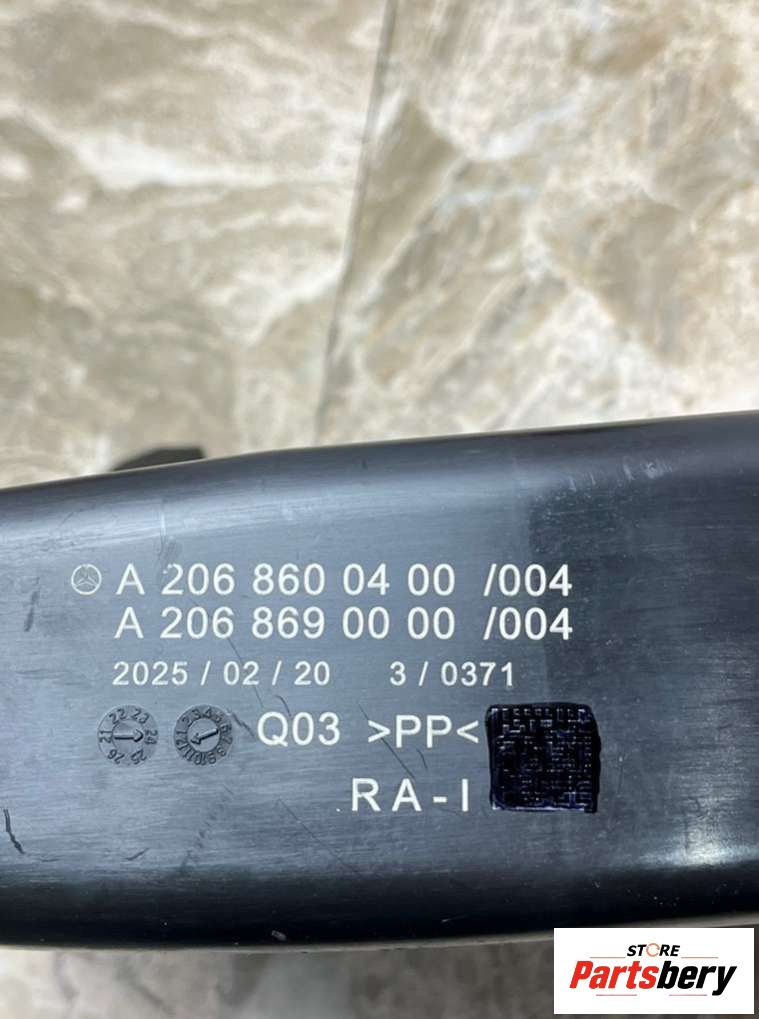 A 206 860 04 00 /004
A 206 869 00 00 /004
2025 / 02 / 20 3 / 0371
Q03 >PP<
RA-I
STORE
Partsbery